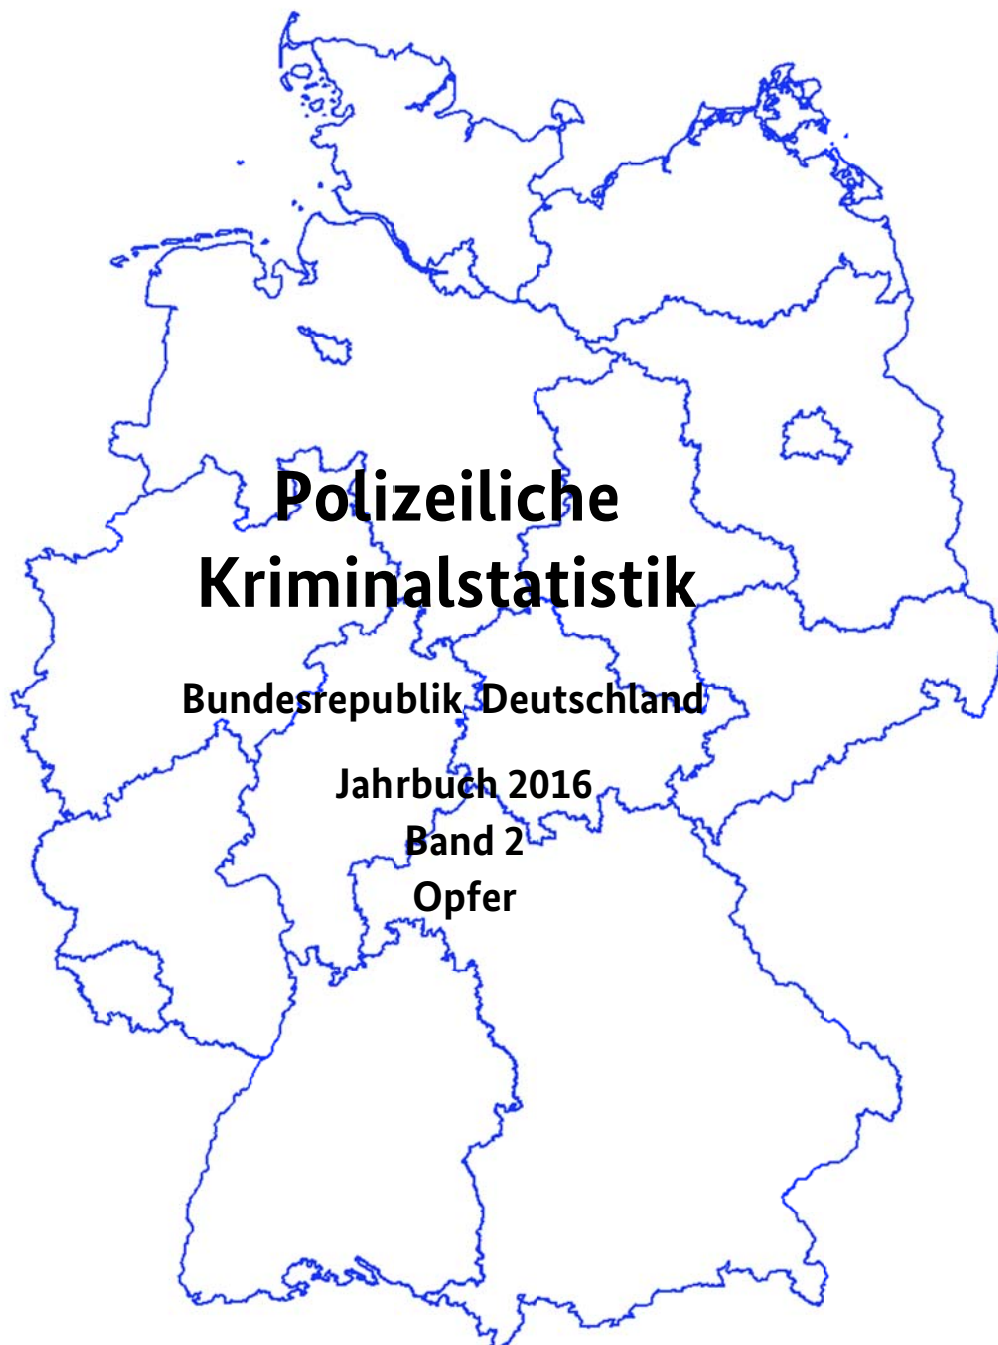 Polizeiliche
Kriminalstatistik
Bundesrepublik Deutschland
Jahrbuch 2016
Band 2
Opfer